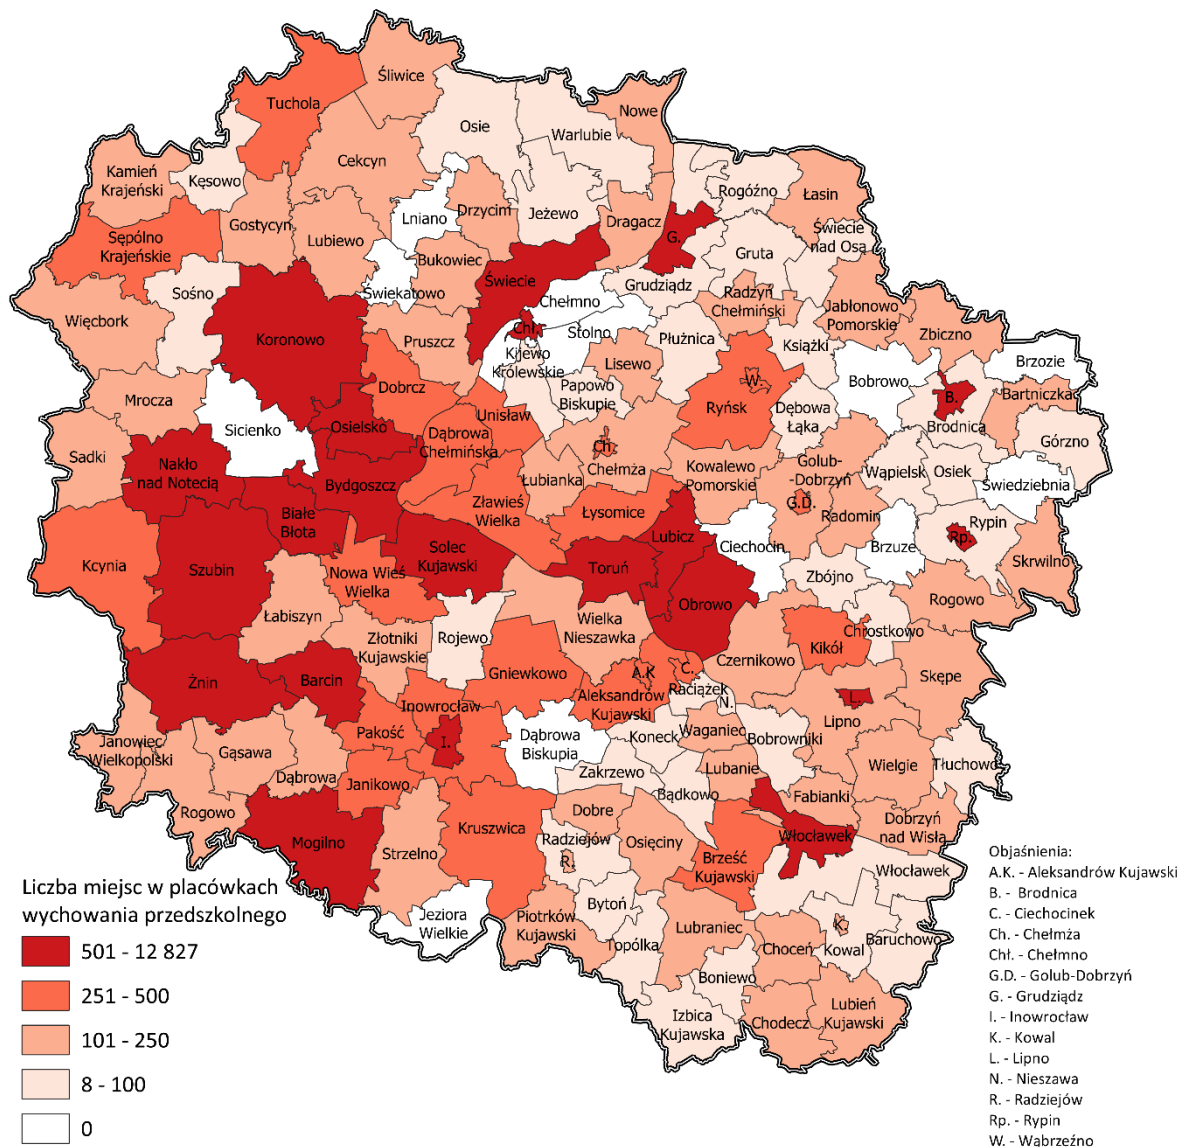 Śliwice
Tuchola
Nowe
Osie
Warlubie
Cekcyn
Kamień
Krajeński
Kęsowo
Rogóźno
Łasin
Lniano
Drzycim
Jeżewo
Dragacz
Gostycyn
Lubiewo
Sępólno
Krajeńskie
G.
Świecie
nad Osą
Bukowiec
Gruta
Świecie
Sośno
Świekatowo
Chełmno
Grudziądz
Radzyń
Chełmiński
Jabłonowo
Pomorskie
Więcbork
Koronowo
Pruszcz
Chł.
Stolno
Płużnica
Zbiczno
Książki
Kijewo
Królewskie
Lisewo
Brzozie
Dobrcz
Papowo
Biskupie
W.
Bobrowo
Mrocza
B.
Bartniczka
Unisław
Ryńsk
Dębowa
Łąka
Brodnica
Sicienko
Osielsko
Dąbrowa
Chełmińska
Ch.
Górzno
Sadki
Nakło
nad Notecią
Chełmża
Kowalewo
Pomorskie
Golub-
-Dobrzyń
Wąpielsk
Osiek
Bydgoszcz
Łubianka
Świedziebnia
Zławieś
Wielka
G.D.
Białe
Błota
Łysomice
Radomin
Rypin
Lubicz
Rp.
Solec
Kujawski
Ciechocin
Brzuze
Kcynia
Szubin
Nowa Wieś
Wielka
Toruń
Skrwilno
Zbójno
Obrowo
Rogowo
Łabiszyn
Wielka
Nieszawka
Złotniki
Kujawskie
Rojewo
Chrostkowo
Kikół
Czernikowo
Skępe
Żnin
Barcin
Gniewkowo
A.K
C.
Aleksandrów
Kujawski
Raciążek
N.
L.
Inowrocław
Lipno
Pakość
I.
Dąbrowa
Biskupia
Koneck
Waganiec
Bobrowniki
Janowiec
Wielkopolski
Gąsawa
Wielgie
Tłuchowo
Dąbrowa
Zakrzewo
Lubanie
Janikowo
Bądkowo
Fabianki
Rogowo
Dobre
Dobrzyń
nad Wisłą
Kruszwica
Mogilno
Strzelno
Radziejów
Osięciny
Włocławek
R.
Brześć
Kujawski
Włocławek
Bytoń
Jeziora
Wielkie
Piotrków
Kujawski
Lubraniec
K.
Topólka
Choceń
Kowal
Baruchowo
Boniewo
Izbica
Kujawska
Chodecz
Lubień
Kujawski
Liczba miejsc w placówkach
wychowania przedszkolnego
501 - 12 827
251 - 500
101 - 250
8 - 100
0
Objaśnienia:
A.K. - Aleksandrów Kujawski
B. - Brodnica
C. - Ciechocinek
Ch. - Chełmża
Chł. - Chełmno
G.D. - Golub-Dobrzyń
G. - Grudziądz
I. - Inowrocław
K. - Kowal
L. - Lipno
N. - Nieszawa
R. - Radziejów
Rp. - Rypin
W. - Wąbrzeźno